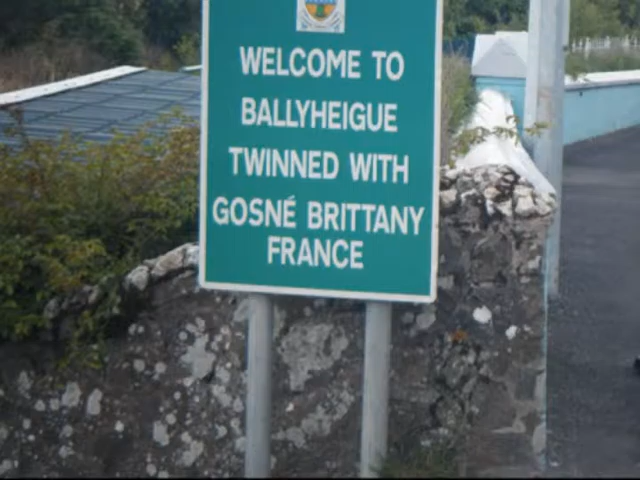 WELCOME TO
BALLYHEIGUE
TWINNED WITH
GOSNÉ BRITTANY
FRANCE